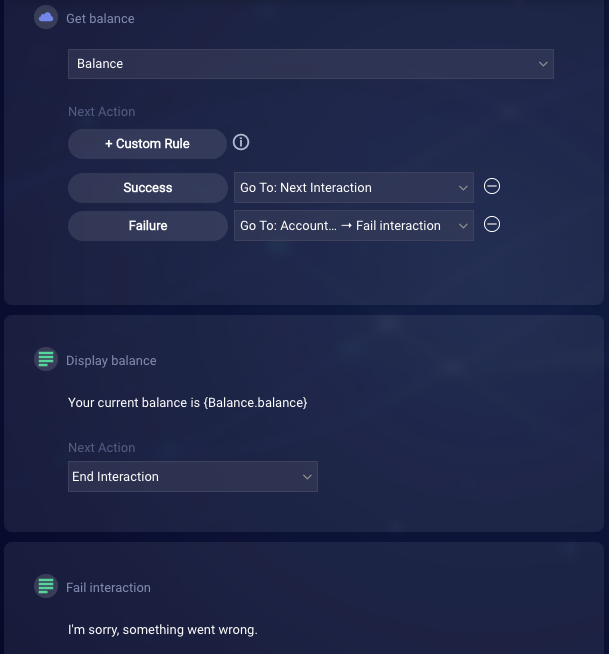 Get balance
Balance
Next Action
+ Custom Rule
Success
Go To: Next Interaction
Failure
Go To: Account... → Fail interaction
Display balance
Your current balance is {Balance.balance}
Next Action
End Interaction
Fail interaction
I'm sorry, something went wrong.